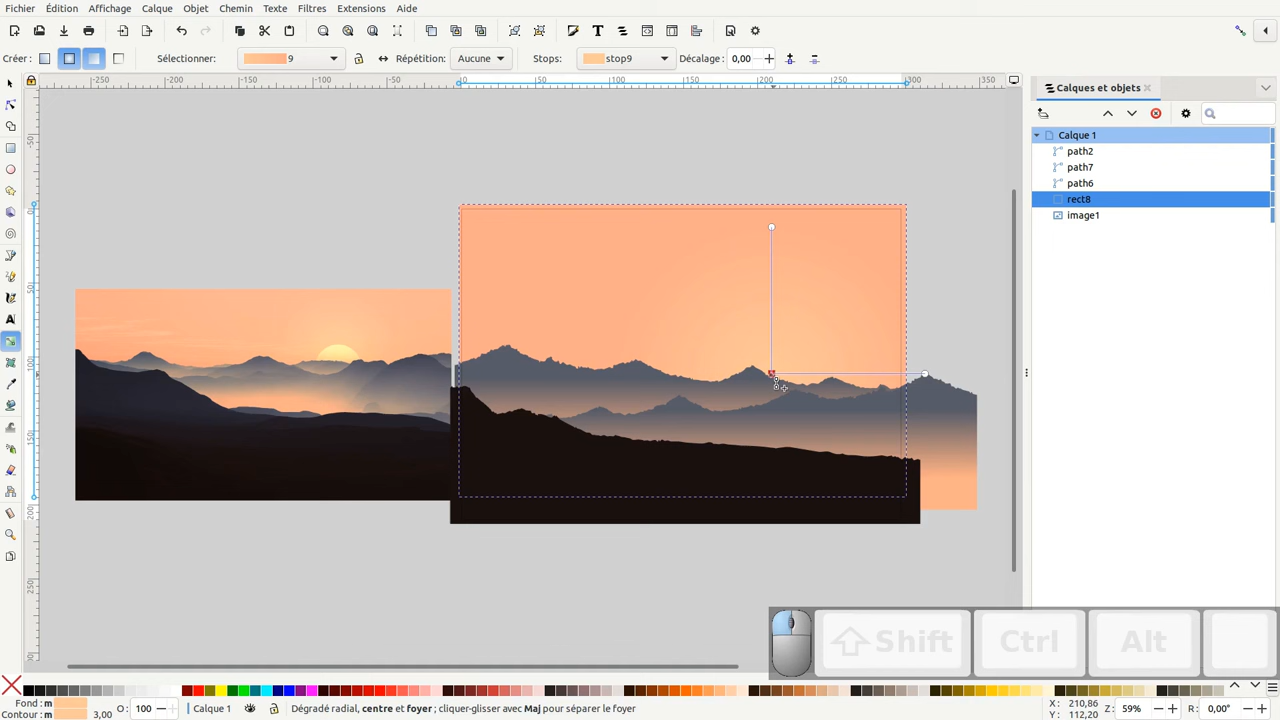 Fichier Édition Affichage Calque Objet Chemin Texte Filtres Extensions Aide
Créer : Sélectionner: 9 Répétition: Aucune Stops: stop9 Décalage: 0,00
-250 -200 -150 -100 -50 0 50 100 150 200 250 300 350
Calques et objets
Calque 1
path2
path7
path6
rect8
image1
Shift Ctrl Alt
Fond : m
Contour : m 3,00
O: 100
Calque 1
Dégradé radial, centre et foyer ; cliquer-glisser avec Maj pour séparer le foyer
X : 210,86
Y : 112,20
Z: 59%
R: 0,00°